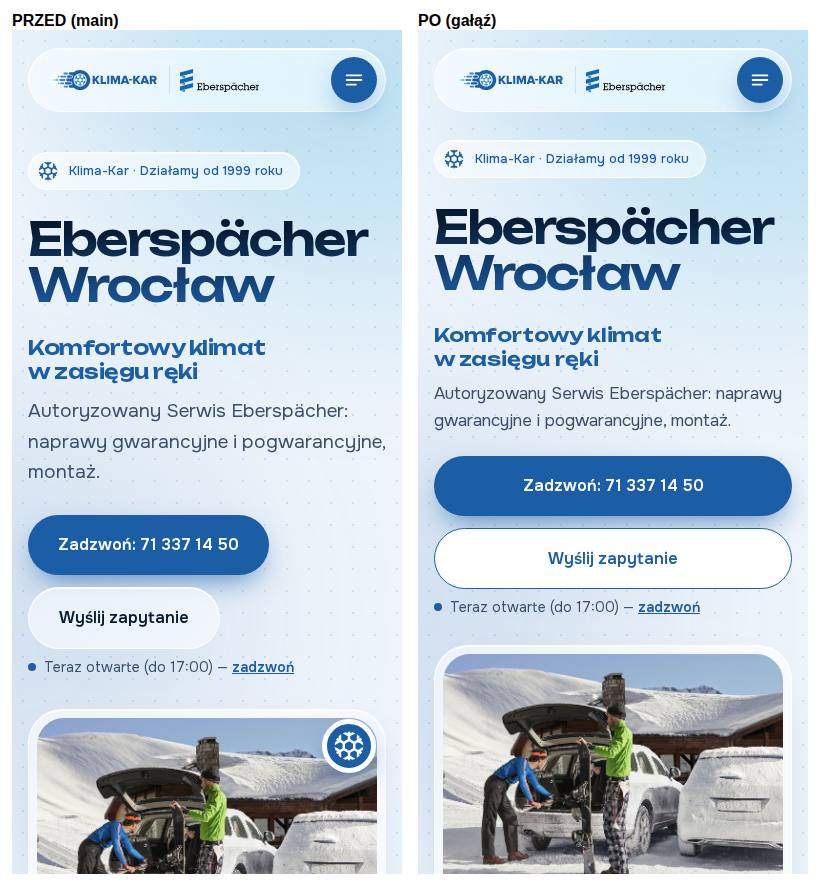 PRZED (main)
KLIMA-KAR Eberspächer
Klima-Kar · Działamy od 1999 roku
Eberspächer
Wrocław
Komfortowy klimat
w zasięgu ręki
Autoryzowany Serwis Eberspächer:
naprawy gwarancyjne i pogwarancyjne,
montaż.
Zadzwoń: 71 337 14 50
Wyślij zapytanie
Teraz otwarte (do 17:00) — zadzwoń
PO (gałąź)
KLIMA-KAR Eberspächer
Klima-Kar · Działamy od 1999 roku
Eberspächer
Wrocław
Komfortowy klimat
w zasięgu ręki
Autoryzowany Serwis Eberspächer: naprawy
gwarancyjne i pogwarancyjne, montaż.
Zadzwoń: 71 337 14 50
Wyślij zapytanie
Teraz otwarte (do 17:00) — zadzwoń